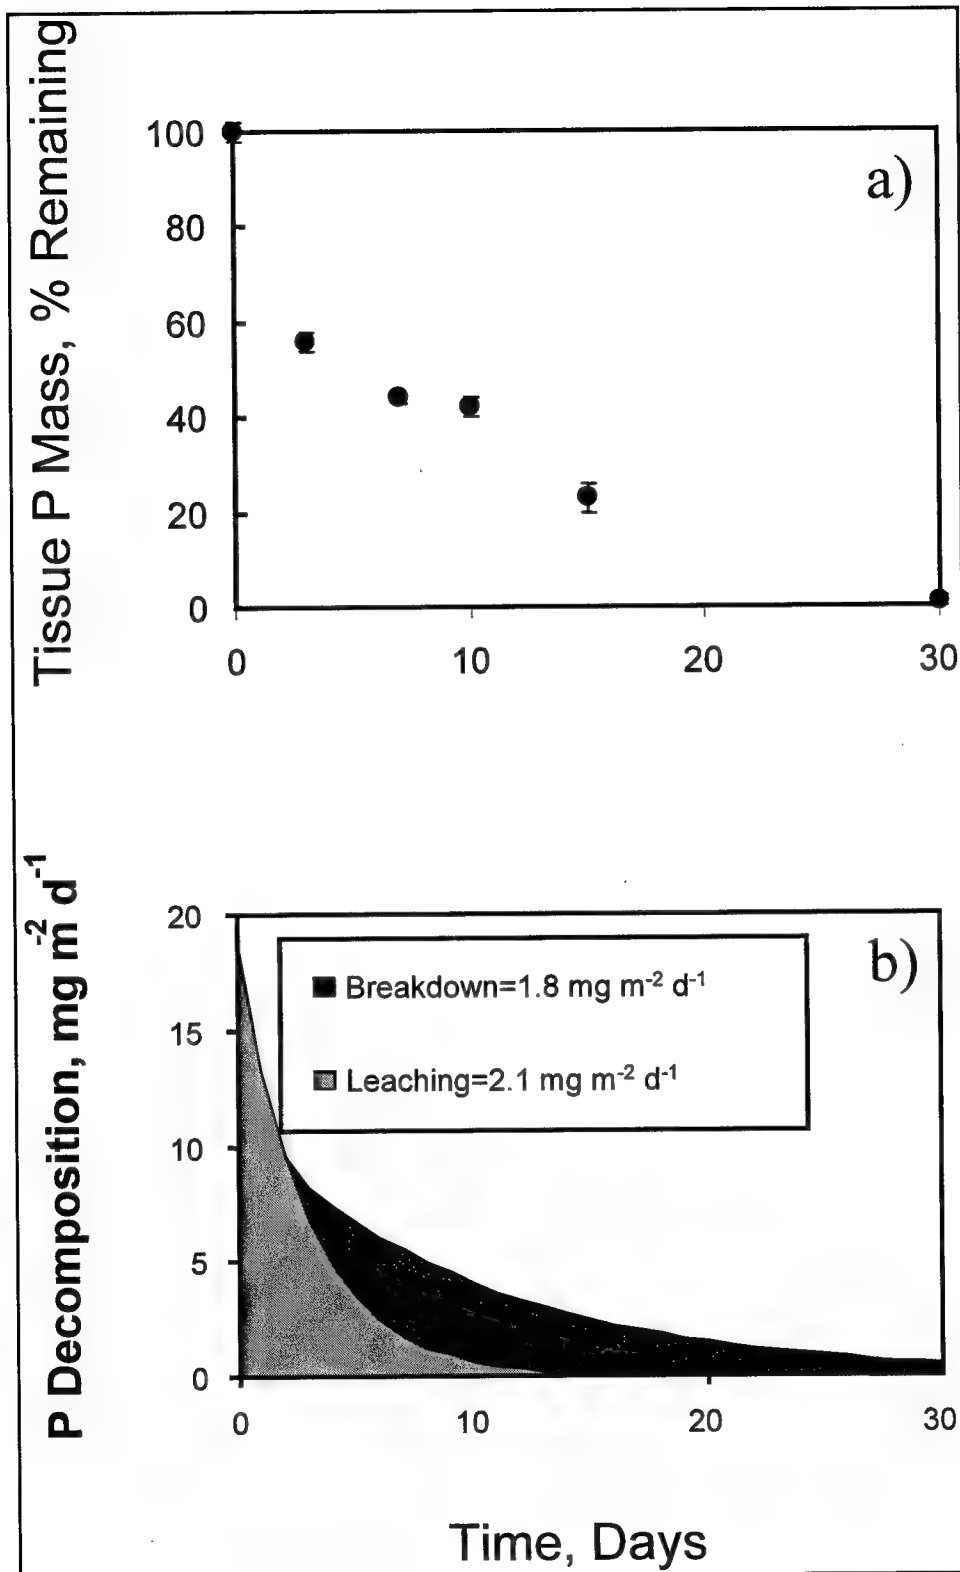 Tissue P Mass, % Remaining
a)
100
80
60
40
20
0
0 10 20 30
P Decomposition, mg m-2 d-1
b)
20
15
10
5
0
Breakdown=1.8 mg m-2 d-1
Leaching=2.1 mg m-2 d-1
0 10 20 30
Time, Days